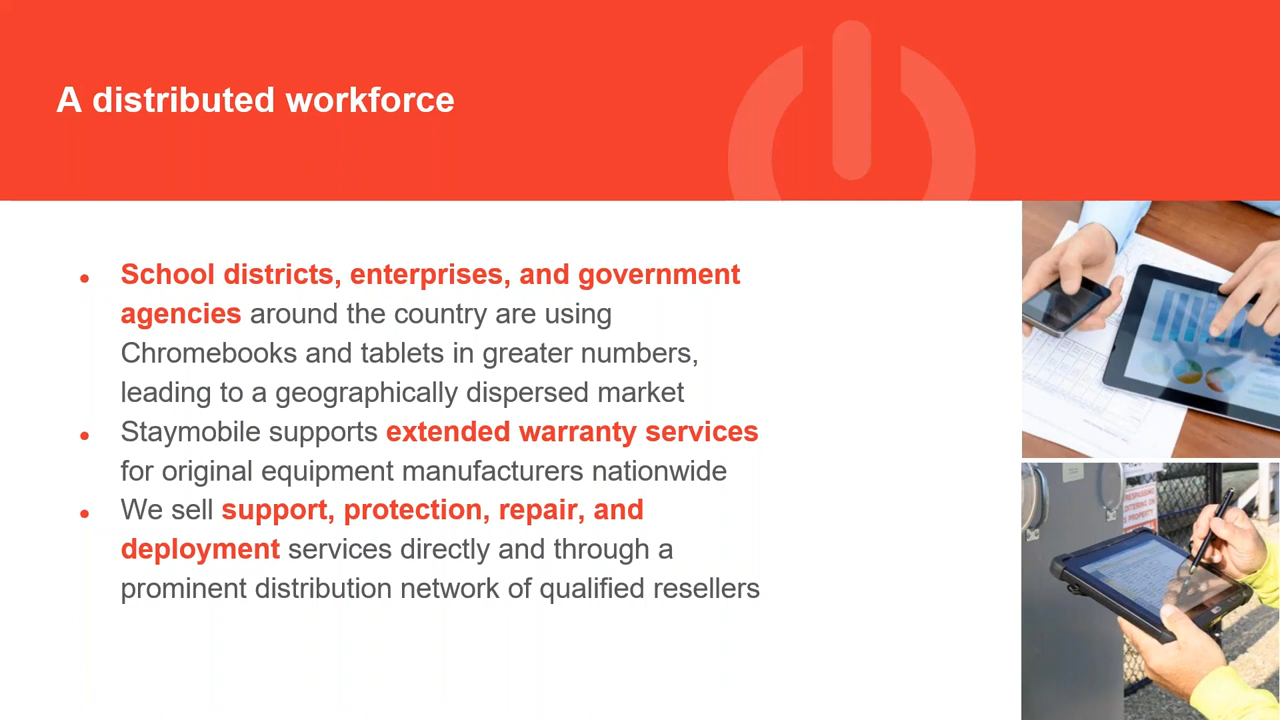 A distributed workforce
School districts, enterprises, and government
agencies around the country are using
Chromebooks and tablets in greater numbers,
leading to a geographically dispersed market
Staymobile supports extended warranty services
for original equipment manufacturers nationwide
We sell support, protection, repair, and
deployment services directly and through a
prominent distribution network of qualified resellers